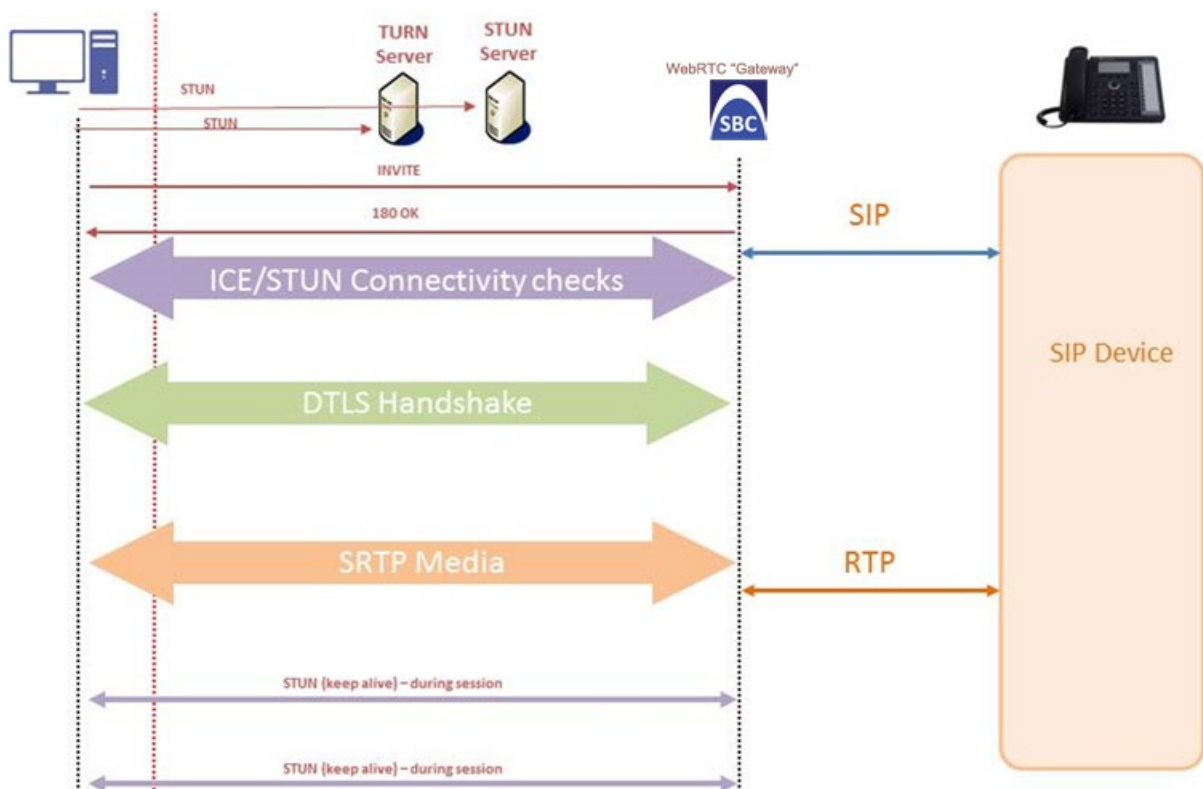 TURN
Server
STUN
Server
WebRTC "Gateway"
SBC
STUN
STUN
INVITE
180 OK
SIP
ICE/STUN Connectivity checks
SIP Device
DTLS Handshake
SRTP Media
RTP
STUN (keep alive) – during session
STUN (keep alive) – during session